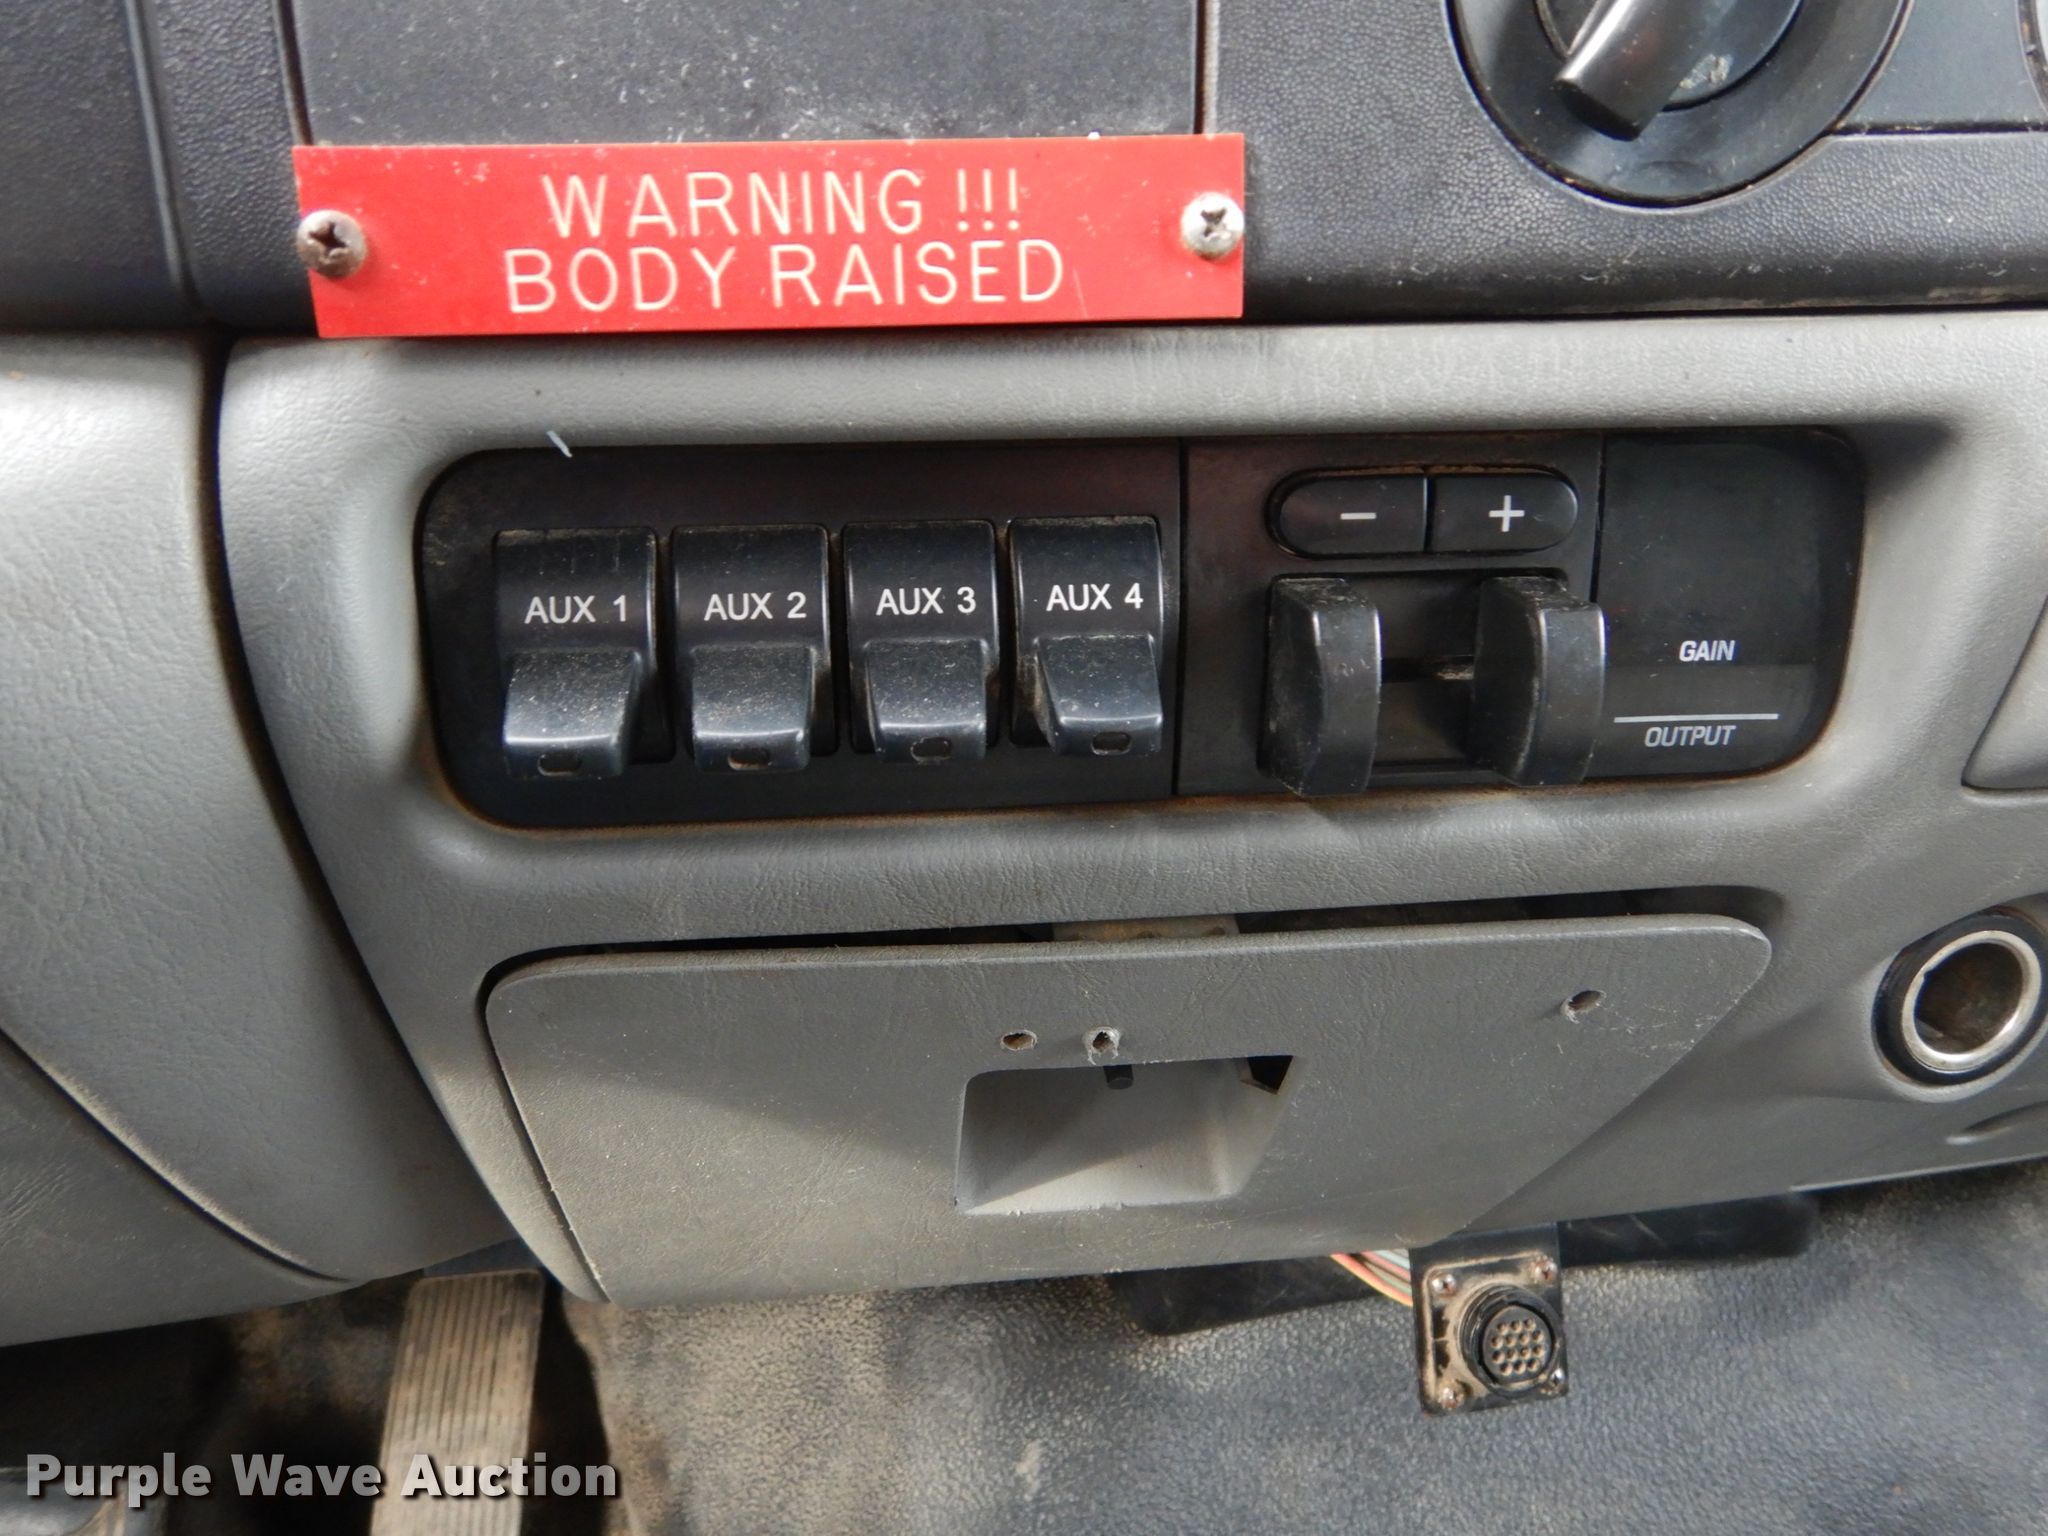 WARNING !!!
BODY RAISED
AUX 1
AUX 2
AUX 3
AUX 4
− +
GAIN
OUTPUT
Purple Wave Auction